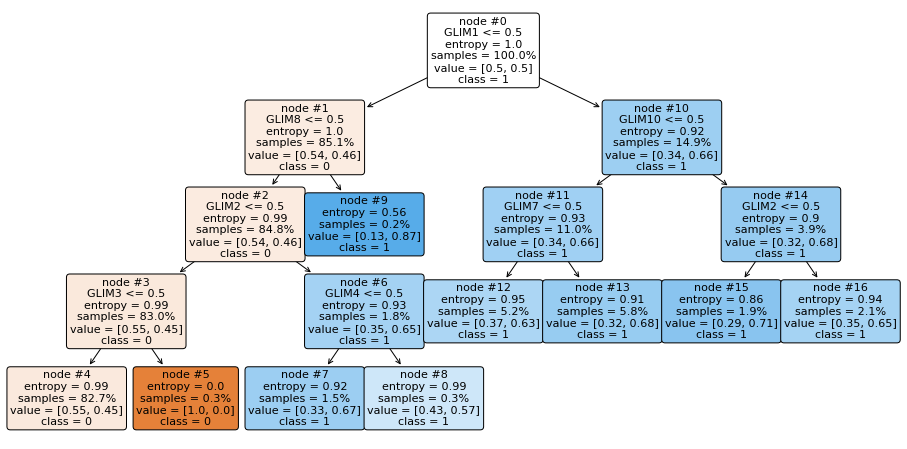 node #0
GLIM1 <= 0.5
entropy = 1.0
samples = 100.0%
value = [0.5, 0.5]
class = 1
node #1
GLIM8 <= 0.5
entropy = 1.0
samples = 85.1%
value = [0.54, 0.46]
class = 0
node #10
GLIM10 <= 0.5
entropy = 0.92
samples = 14.9%
value = [0.34, 0.66]
class = 1
node #2
GLIM2 <= 0.5
entropy = 0.99
samples = 84.8%
value = [0.54, 0.46]
class = 0
node #9
entropy = 0.56
samples = 0.2%
value = [0.13, 0.87]
class = 1
node #11
GLIM7 <= 0.5
entropy = 0.93
samples = 11.0%
value = [0.34, 0.66]
class = 1
node #14
GLIM2 <= 0.5
entropy = 0.9
samples = 3.9%
value = [0.32, 0.68]
class = 1
node #3
GLIM3 <= 0.5
entropy = 0.99
samples = 83.0%
value = [0.55, 0.45]
class = 0
node #6
GLIM4 <= 0.5
entropy = 0.93
samples = 1.8%
value = [0.35, 0.65]
class = 1
node #12
entropy = 0.95
samples = 5.2%
value = [0.37, 0.63]
class = 1
node #13
entropy = 0.91
samples = 5.8%
value = [0.32, 0.68]
class = 1
node #15
entropy = 0.86
samples = 1.9%
value = [0.29, 0.71]
class = 1
node #16
entropy = 0.94
samples = 2.1%
value = [0.35, 0.65]
class = 1
node #4
entropy = 0.99
samples = 82.7%
value = [0.55, 0.45]
class = 0
node #5
entropy = 0.0
samples = 0.3%
value = [1.0, 0.0]
class = 0
node #7
entropy = 0.92
samples = 1.5%
value = [0.33, 0.67]
class = 1
node #8
entropy = 0.99
samples = 0.3%
value = [0.43, 0.57]
class = 1